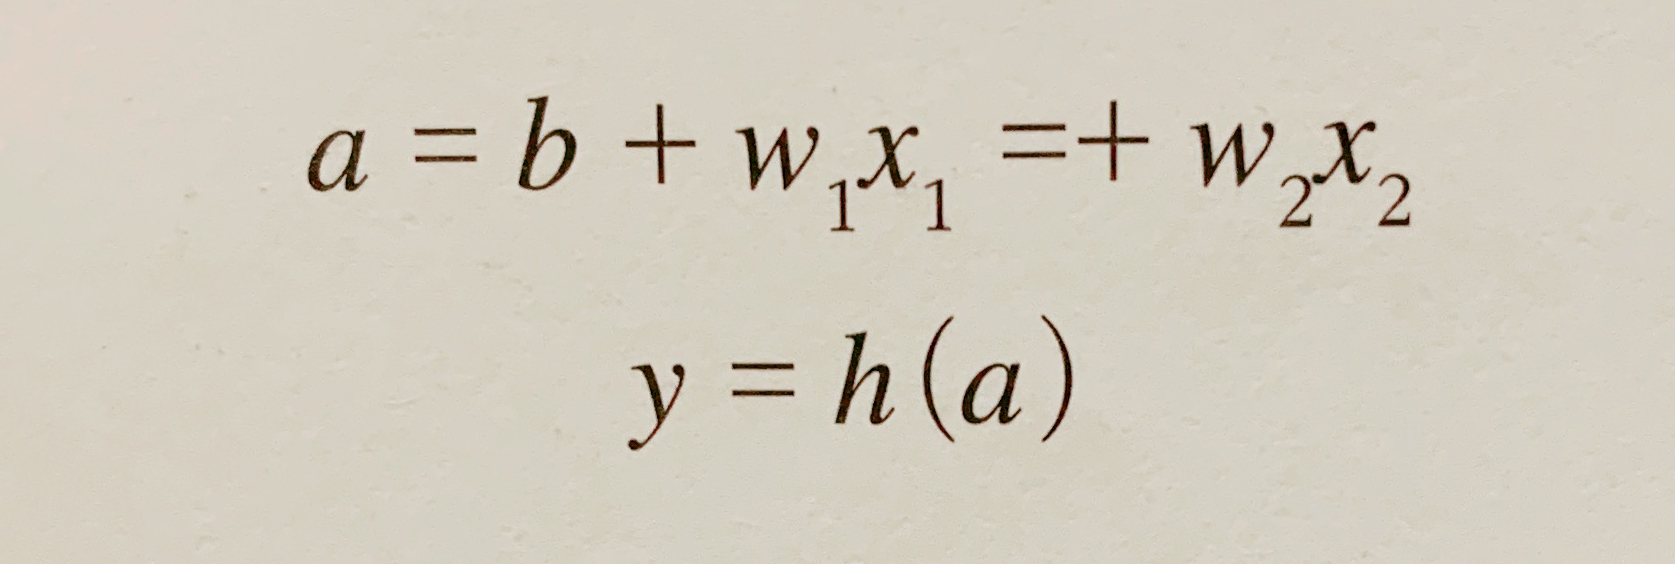 a = b + w₁x₁ =+ w₂x₂
y = h(a)